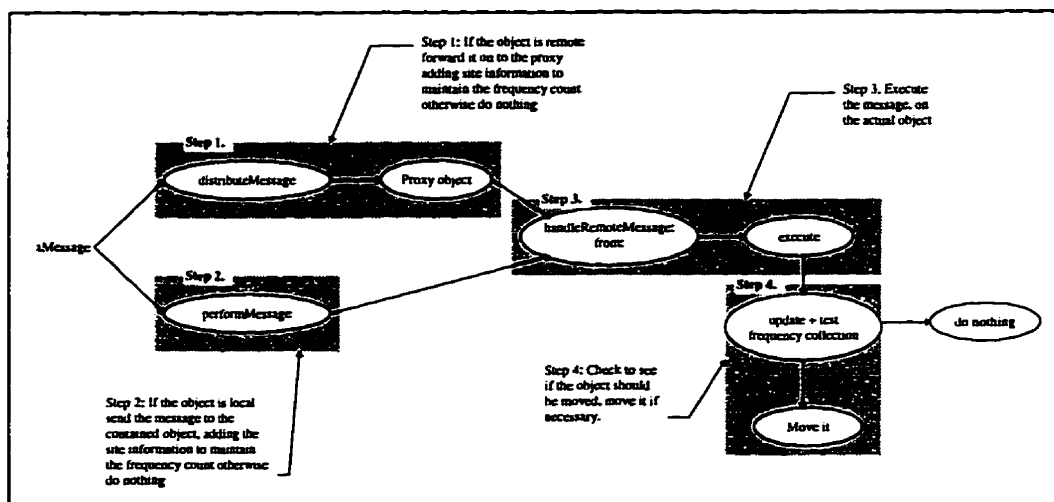 Step 1: If the object is remote
forward it on to the proxy
adding site information to
maintain the frequency count
otherwise do nothing
Step 3. Execute
the message, on
the actual object
Step 1.
distributeMessage
Proxy object
Step 3.
handleRemoteMessage:
from:
execute
aMessage
Step 2.
performMessage
Step 4.
update + test
frequency collection
do nothing
Step 4: Check to see
if the object should
be moved, move it if
necessary.
Move it
Step 2: If the object is local
send the message to the
contained object, adding the
site information to maintain
the frequency count otherwise
do nothing